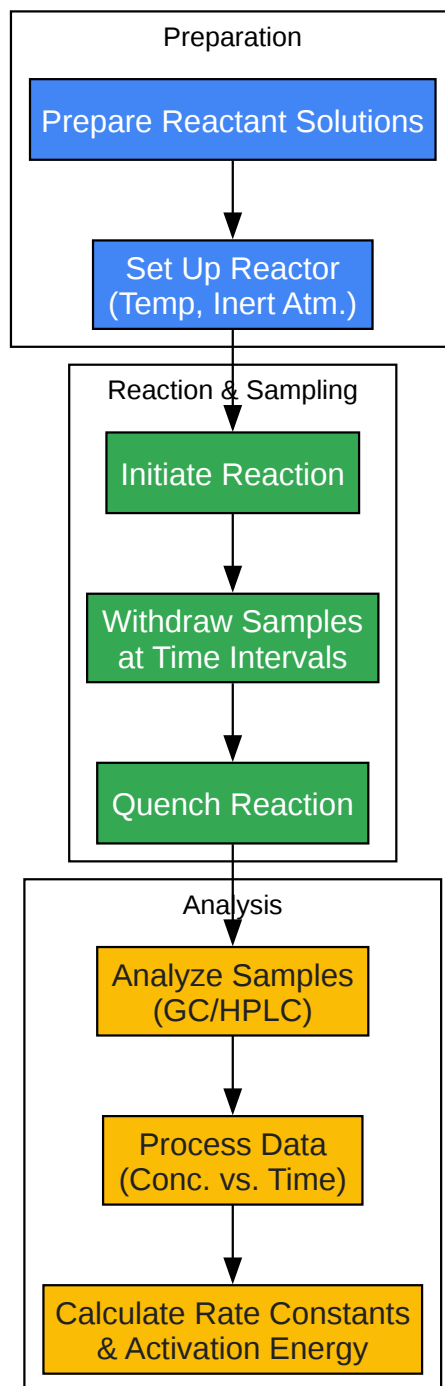 Preparation
Prepare Reactant Solutions
Set Up Reactor
(Temp, Inert Atm.)
Reaction & Sampling
Initiate Reaction
Withdraw Samples
at Time Intervals
Quench Reaction
Analysis
Analyze Samples
(GC/HPLC)
Process Data
(Conc. vs. Time)
Calculate Rate Constants
& Activation Energy